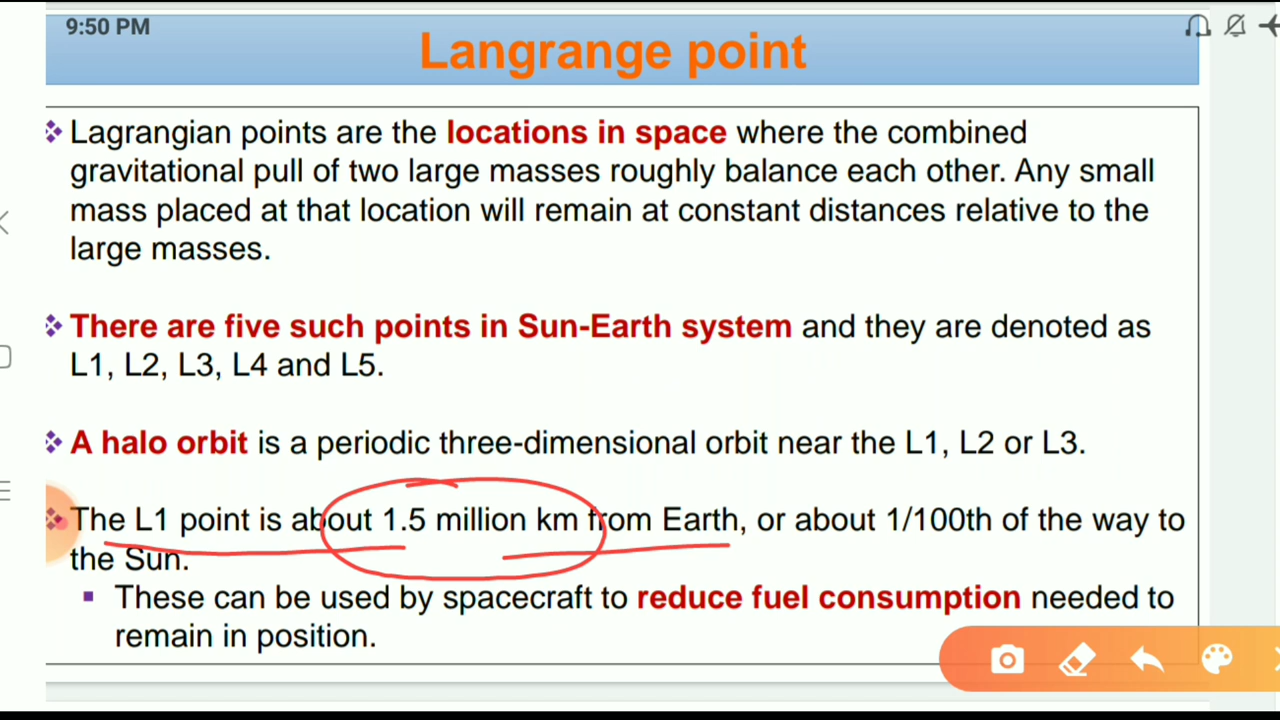 9:50 PM
Langrange point
Lagrangian points are the locations in space where the combined
gravitational pull of two large masses roughly balance each other. Any small
mass placed at that location will remain at constant distances relative to the
large masses.
There are five such points in Sun-Earth system and they are denoted as
L1, L2, L3, L4 and L5.
A halo orbit is a periodic three-dimensional orbit near the L1, L2 or L3.
The L1 point is about 1.5 million km from Earth, or about 1/100th of the way to
the Sun.
These can be used by spacecraft to reduce fuel consumption needed to
remain in position.